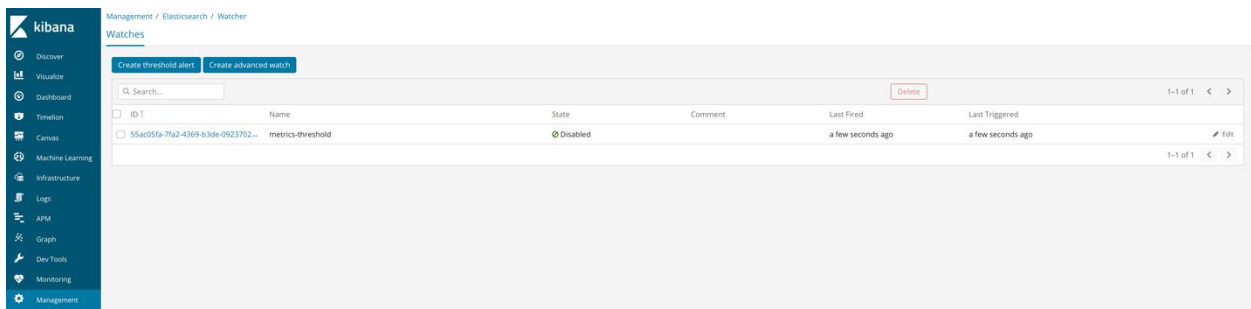 kibana
Discover
Visualize
Dashboard
Timelion
Canvas
Machine Learning
Infrastructure
Logs
APM
Graph
Dev Tools
Monitoring
Management
Management / Elasticsearch / Watcher
Watches
Create threshold alert Create advanced watch
Search... Delete 1–1 of 1
ID Name State Comment Last Fired Last Triggered
55ac05fa-7fa2-4369-b3de-0923702... metrics-threshold Disabled a few seconds ago a few seconds ago Edit
1–1 of 1